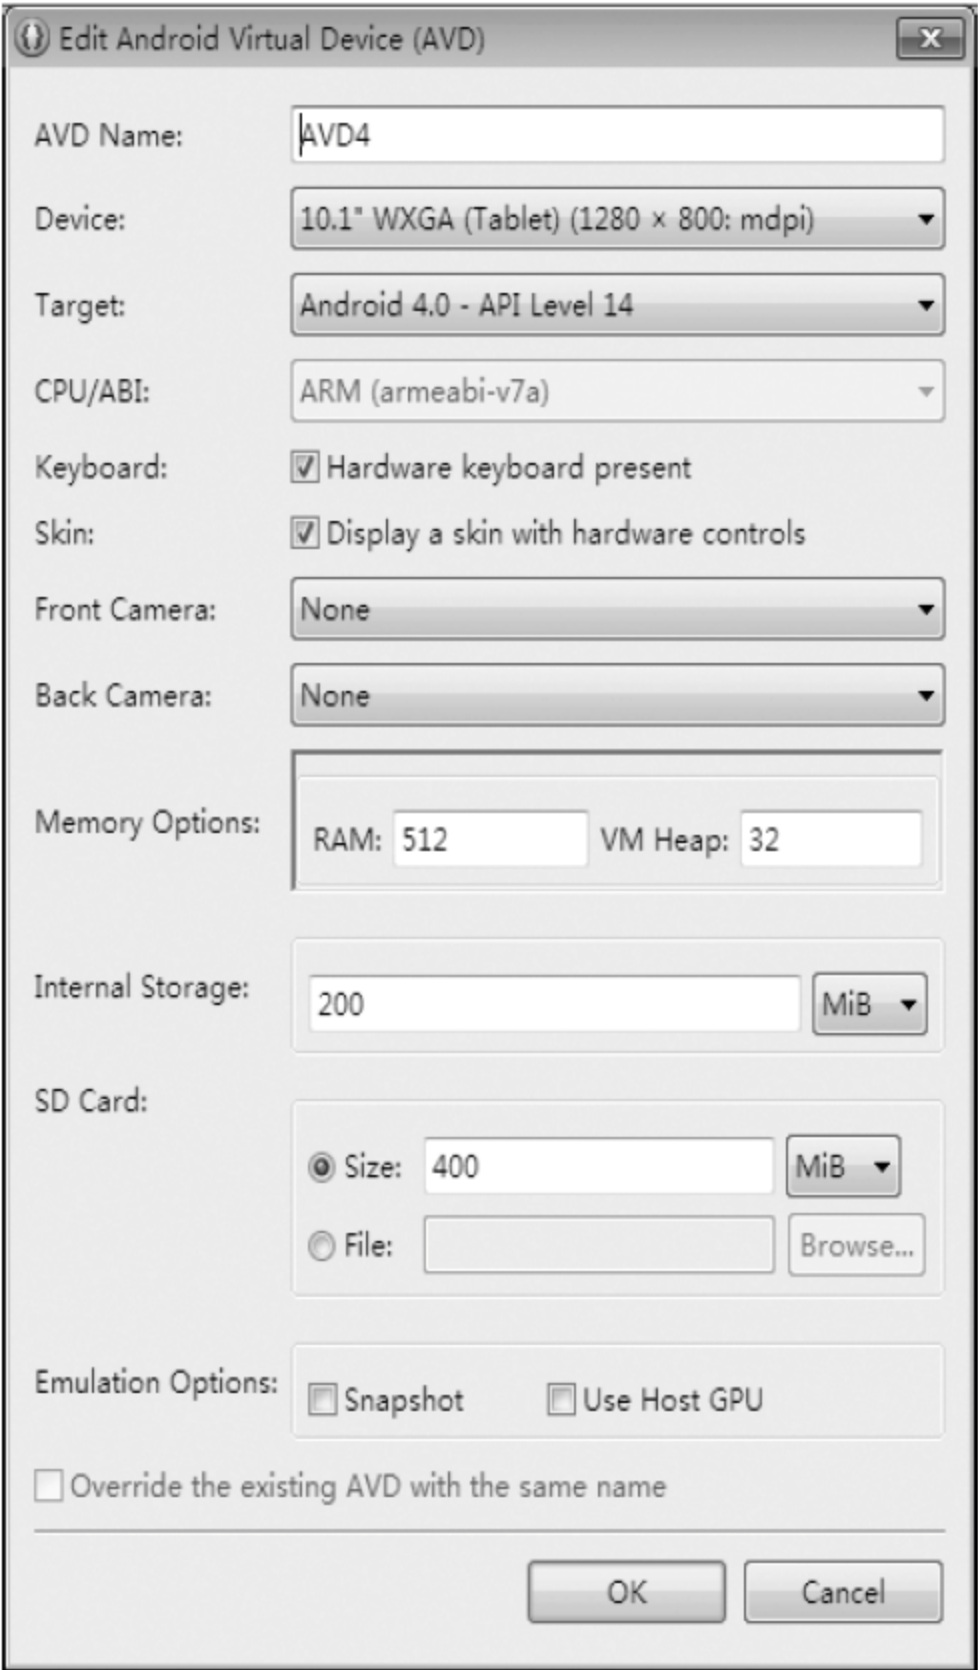 Edit Android Virtual Device (AVD)
AVD Name: AVD4
Device: 10.1" WXGA (Tablet) (1280 × 800: mdpi)
Target: Android 4.0 - API Level 14
CPU/ABI: ARM (armeabi-v7a)
Keyboard: Hardware keyboard present
Skin: Display a skin with hardware controls
Front Camera: None
Back Camera: None
Memory Options: RAM: 512 VM Heap: 32
Internal Storage: 200 MiB
SD Card:
Size: 400 MiB
File: Browse...
Emulation Options: Snapshot Use Host GPU
Override the existing AVD with the same name
OK Cancel